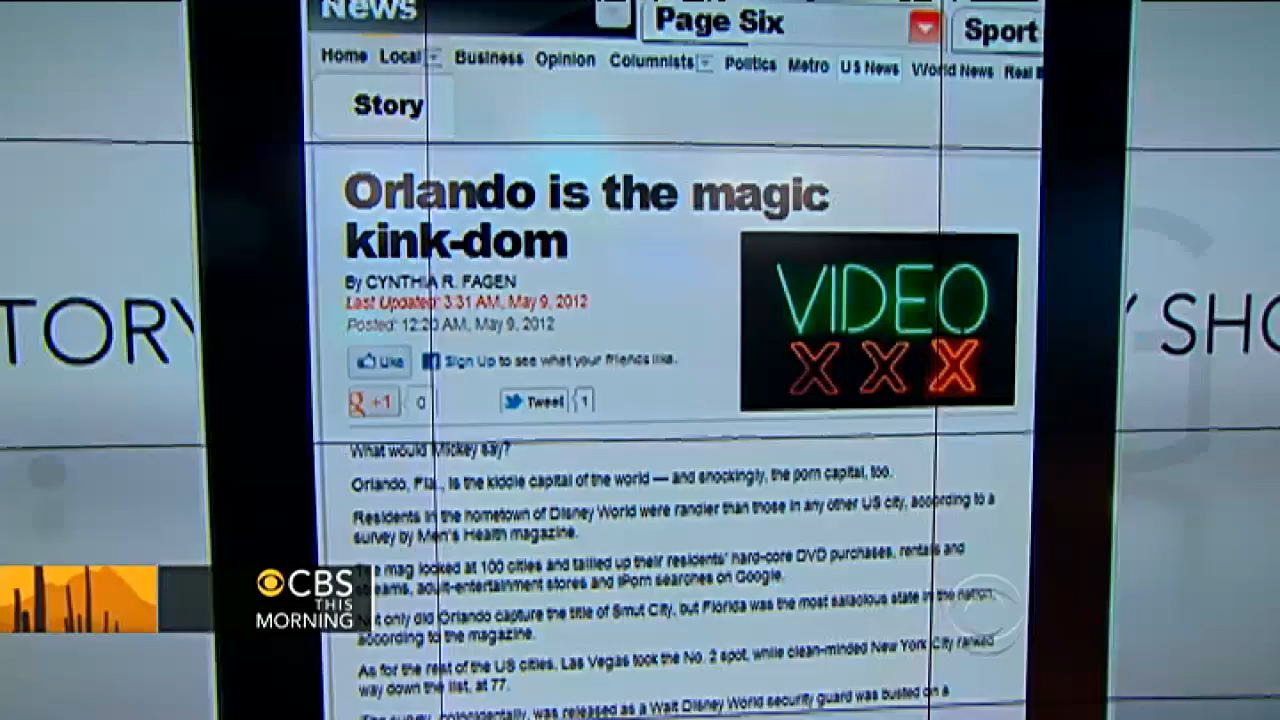 News
Page Six
Sport
Home Local Business Opinion Columnists Politics Metro US News World News Real
Story
Orlando is the magic
kink-dom
By CYNTHIA R. FAGEN
Last Updated: 3:31 AM, May 9, 2012
Posted: 12:20 AM, May 9, 2012
VIDEO
XXX
TORY
SHO
Like
Sign Up to see what your friends like.
+1 0
Tweet 1
What would Mickey say?
Orlando, Fla., is the kiddie capital of the world — and shockingly, the porn capital, too.
Residents in the hometown of Disney World were randier than those in any other US city, according to a
survey by Men's Health magazine.
The mag looked at 100 cities and tallied up their residents' hard-core DVD purchases, rentals and
streams, adult-entertainment stores and iPorn searches on Google.
Not only did Orlando capture the title of Smut City, but Florida was the most salacious state in the nation,
according to the magazine.
As for the rest of the US cities, Las Vegas took the No. 2 spot, while clean-minded New York City ranked
way down the list, at 77.
The survey, coincidentally, was released as a Walt Disney World security guard was busted on a
CBS
THIS
MORNING